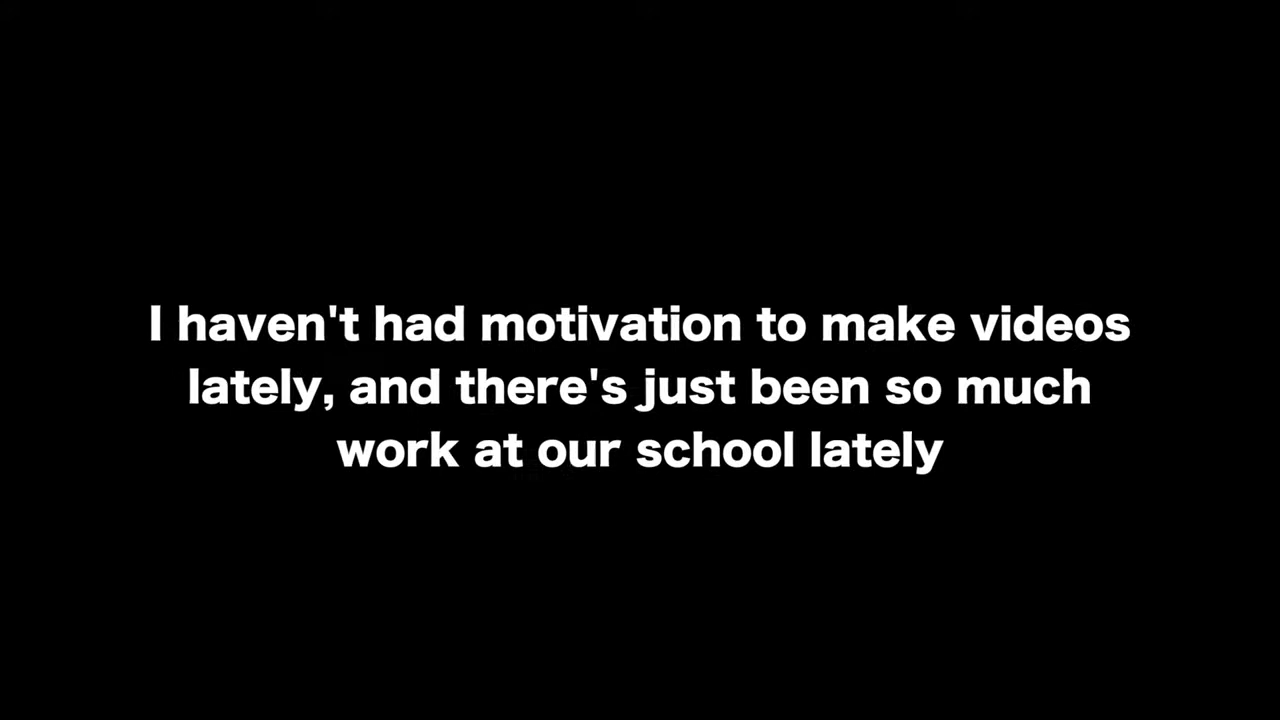 I haven't had motivation to make videos
lately, and there's just been so much
work at our school lately